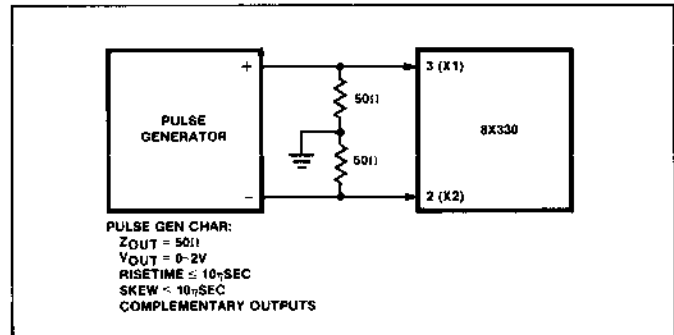 +
3 (X1)
50Ω
PULSE
GENERATOR
8X330
50Ω
−
2 (X2)
PULSE GEN CHAR:
ZOUT = 50Ω
VOUT = 0-2V
RISETIME ≤ 10ηSEC
SKEW < 10ηSEC
COMPLEMENTARY OUTPUTS